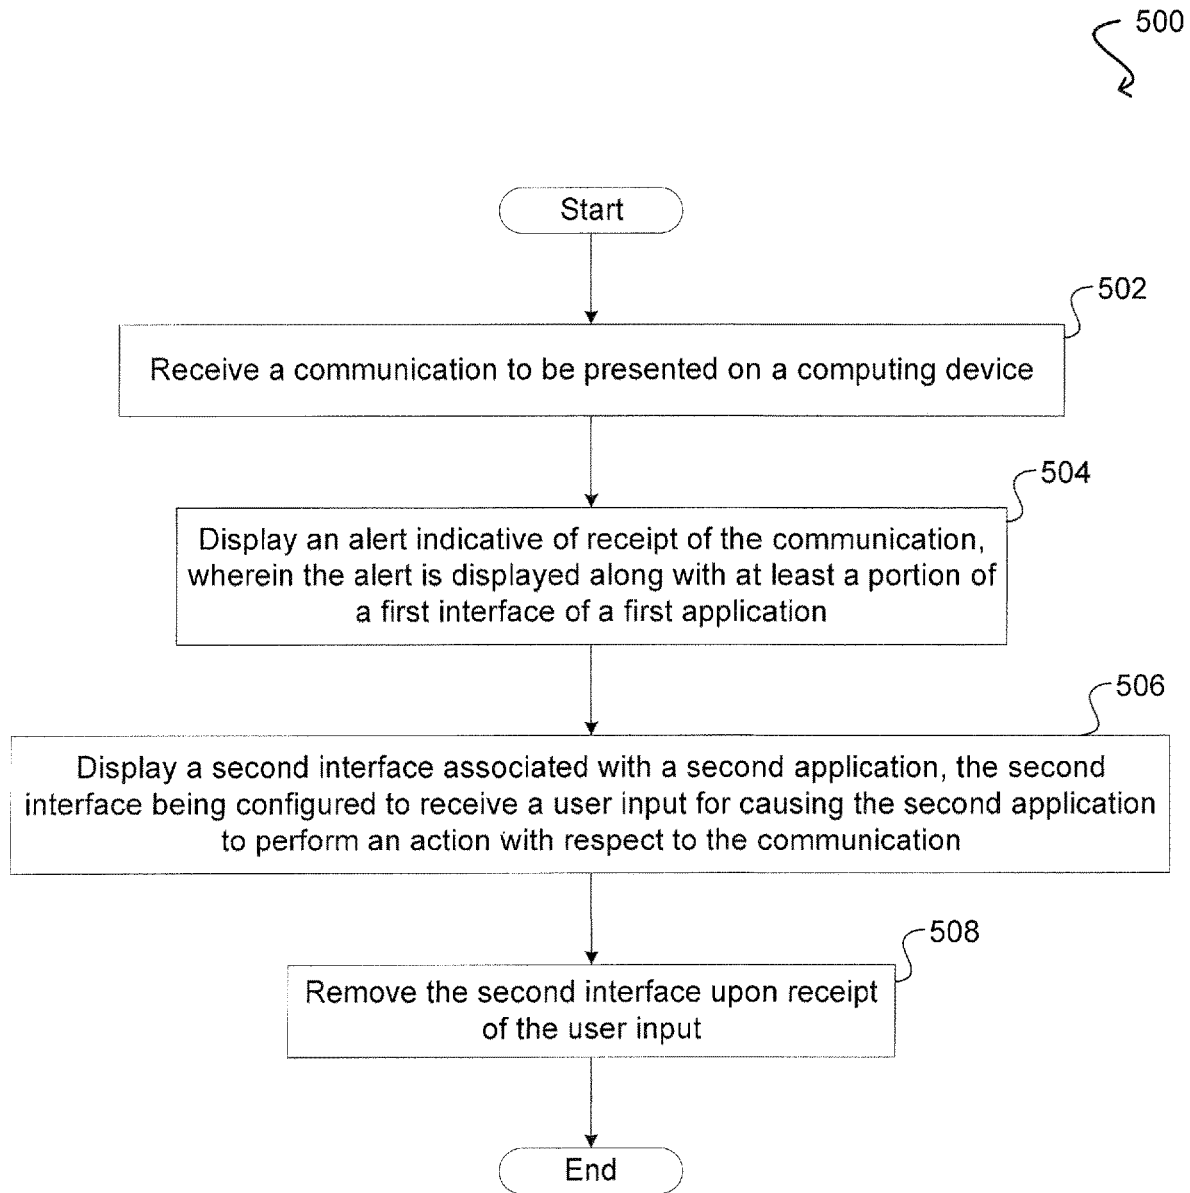 500
Start
502
Receive a communication to be presented on a computing device
504
Display an alert indicative of receipt of the communication,
wherein the alert is displayed along with at least a portion of
a first interface of a first application
506
Display a second interface associated with a second application, the second
interface being configured to receive a user input for causing the second application
to perform an action with respect to the communication
508
Remove the second interface upon receipt
of the user input
End